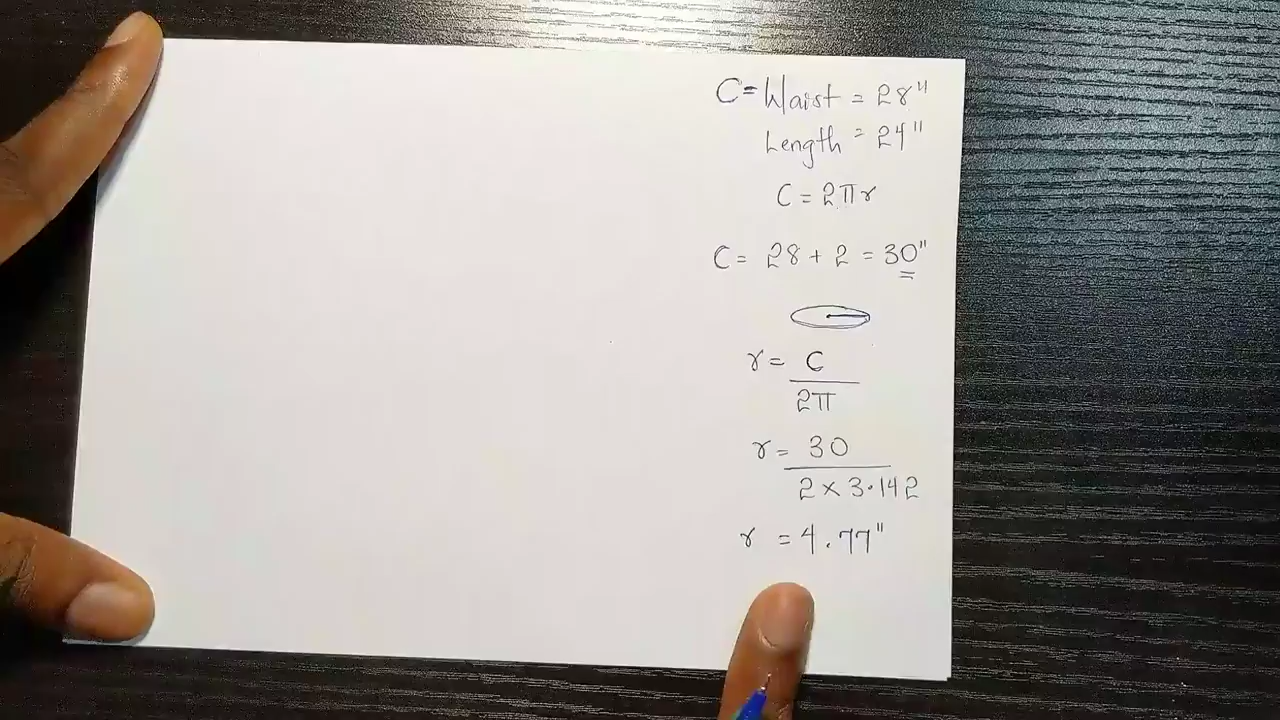 C = Waist = 28"
Length = 24"
C = 2πr
C = 28 + 2 = 30"
r = C
2π
r = 30
2 × 3.142
r = 4.77"